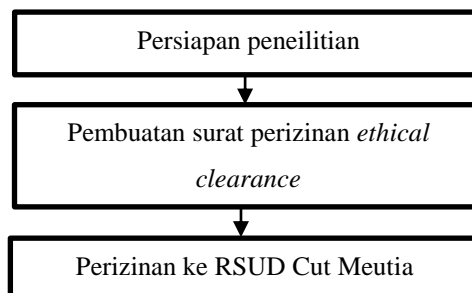 Persiapan peneilitian
Pembuatan surat perizinan ethical
clearance
Perizinan ke RSUD Cut Meutia